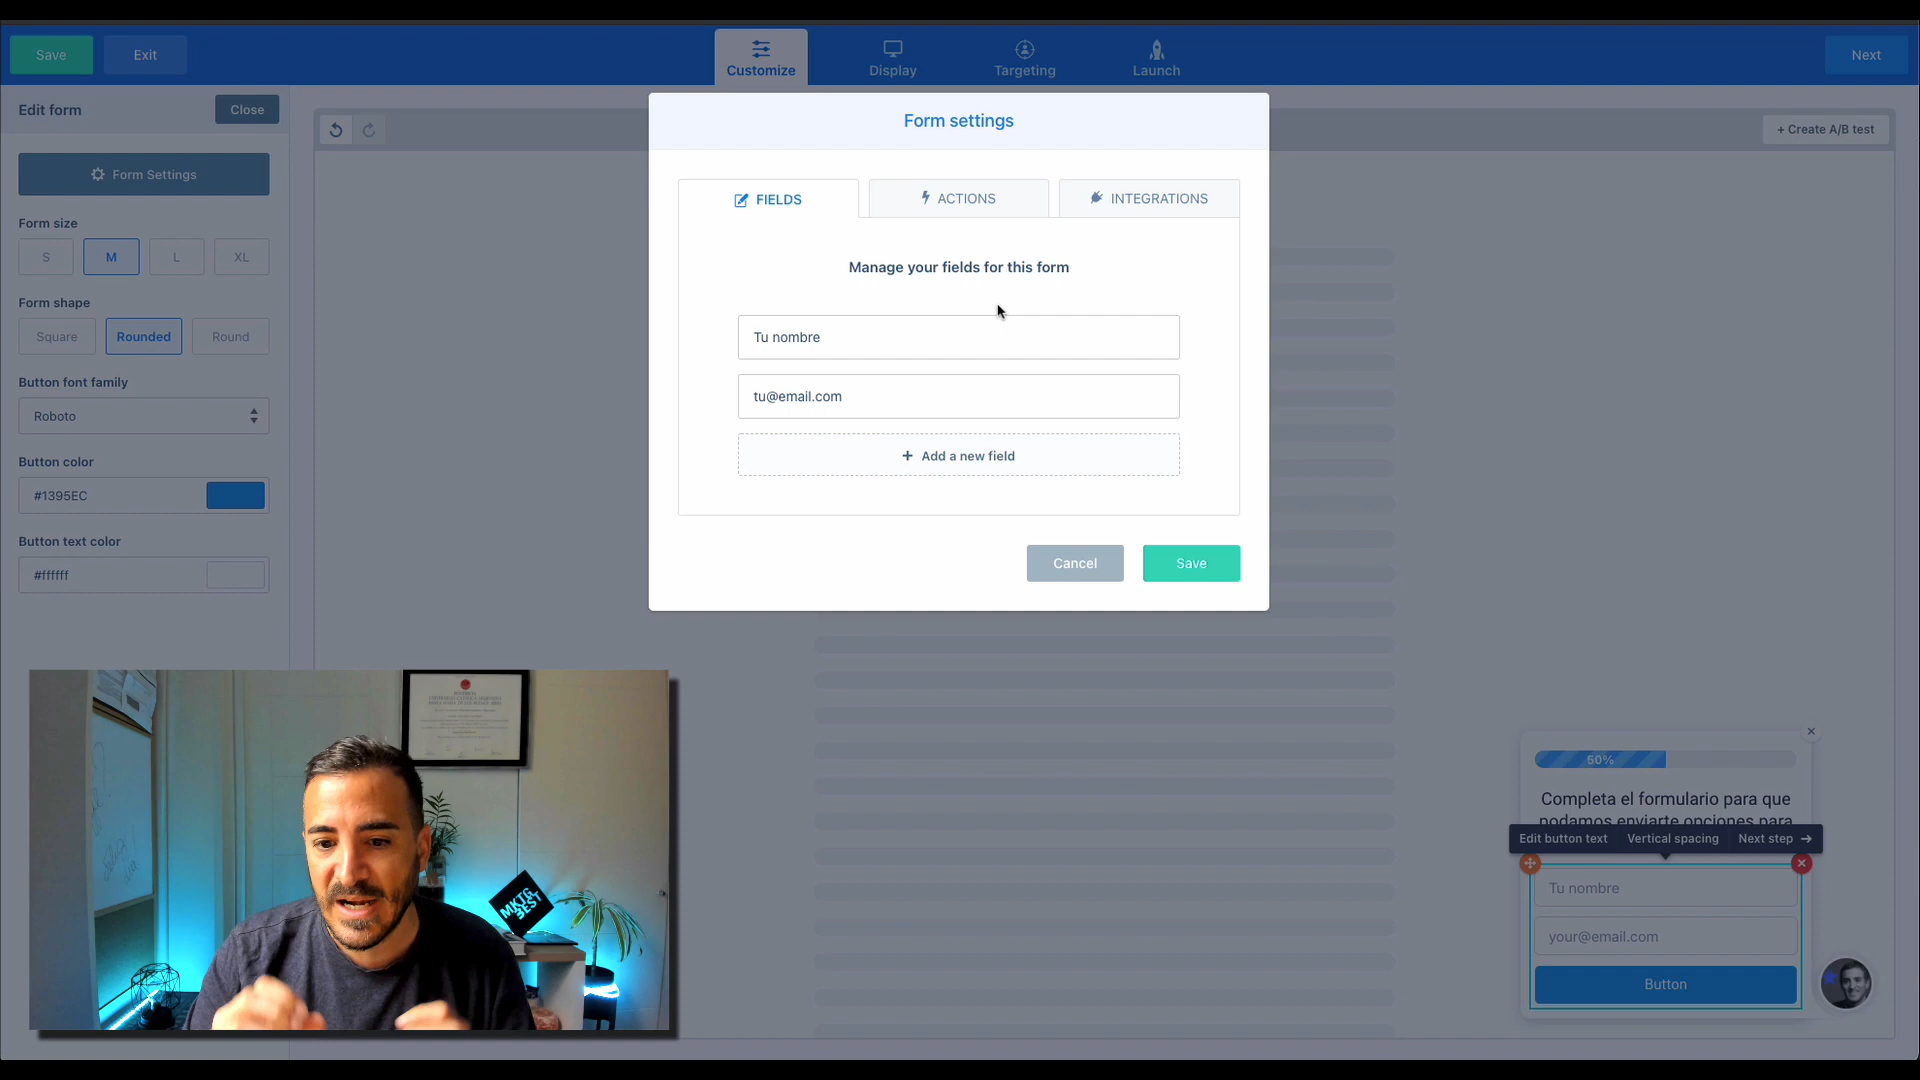 Save
Exit
Customize
Display
Targeting
Launch
Next
Edit form
Close
+ Create A/B test
Form Settings
Form size
S
M
L
XL
Form shape
Square
Rounded
Round
Button font family
Roboto
Button color
#1395EC
Button text color
#ffffff
Form settings
FIELDS
ACTIONS
INTEGRATIONS
Manage your fields for this form
Tu nombre
tu@email.com
+ Add a new field
Cancel
Save
MKTG
BEST
50%
Completa el formulario para que
podamos enviarte opciones para
Edit button text
Vertical spacing
Next step →
Tu nombre
your@email.com
Button